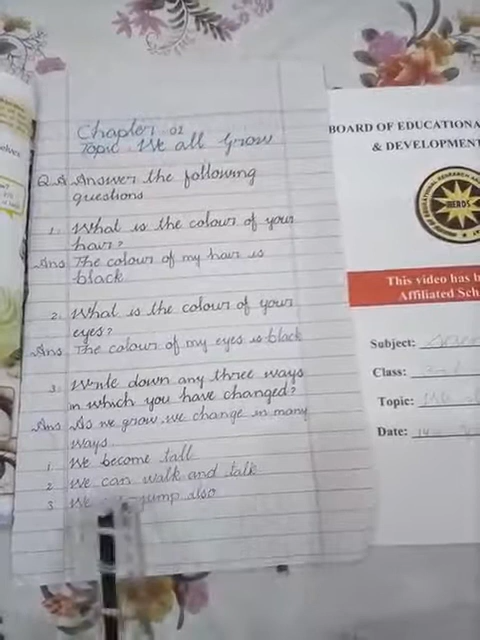 Chapter 02
Topic We all Grow
Q.A. Answer the following
questions
1. What is the colour of your
hair?
Ans The colour of my hair is
black.
2. What is the colour of your
eyes?
Ans The colour of my eyes is black
3. Write down any three ways
in which you have changed?
Ans As we grow we change in many
ways.
1. We become tall
2. We can walk and talk
3. We jump also
BOARD OF EDUCATIONA
& DEVELOPMENT
BERDS
This video has b
Affiliated Sch
Subject:
Class:
Topic:
Date: